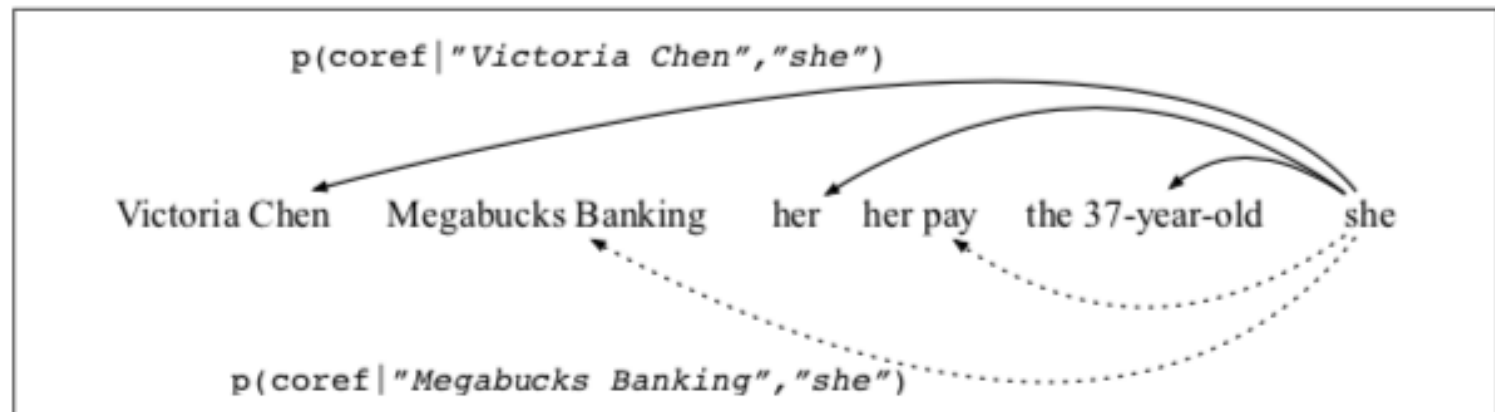 p(coref|"Victoria Chen","she")
Victoria Chen Megabucks Banking her her pay the 37-year-old she
p(coref|"Megabucks Banking","she")